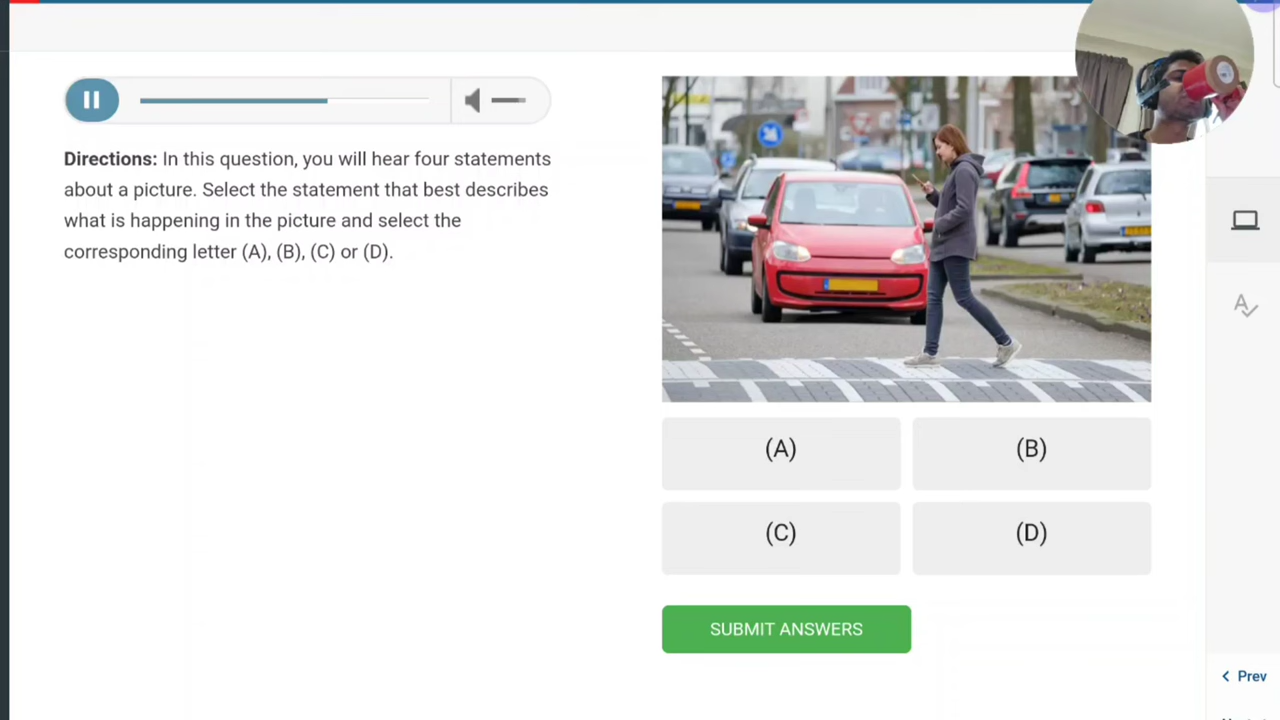 Directions: In this question, you will hear four statements
about a picture. Select the statement that best describes
what is happening in the picture and select the
corresponding letter (A), (B), (C) or (D).
(A)
(B)
(C)
(D)
SUBMIT ANSWERS
Prev